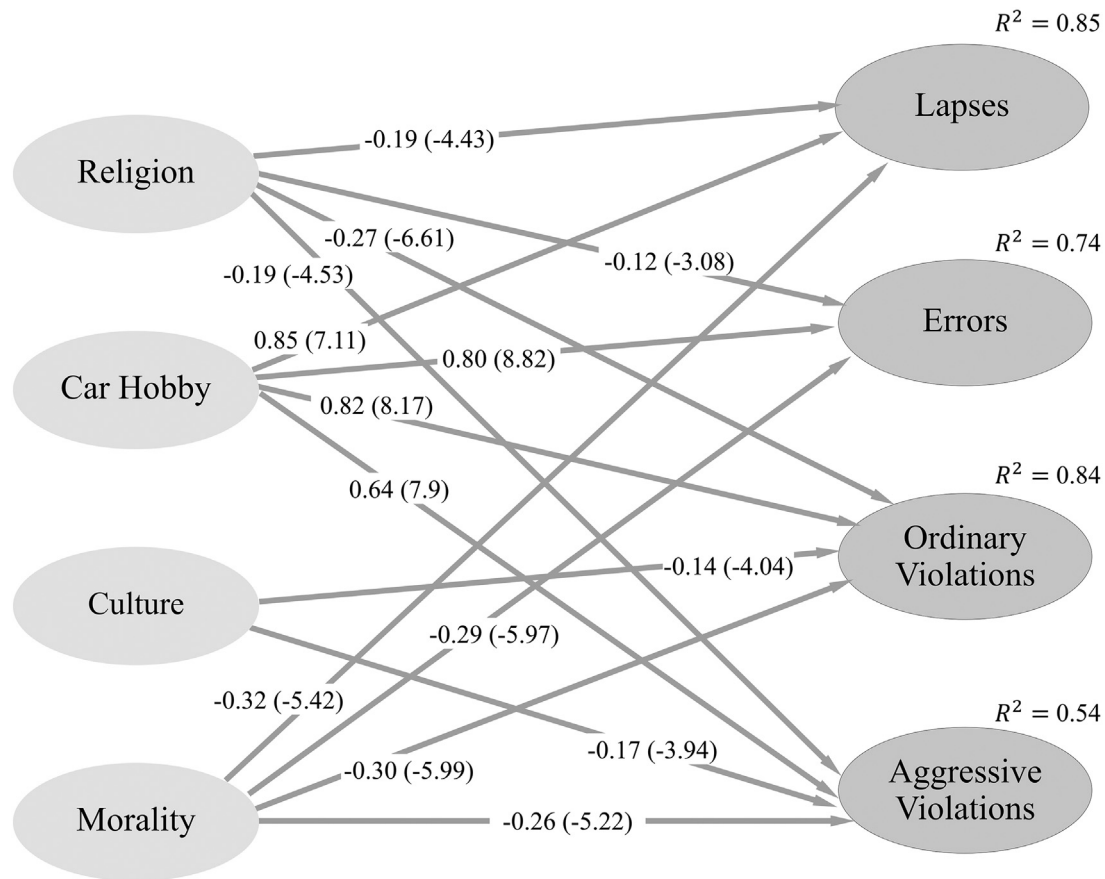 R² = 0.85
Lapses
-0.19 (-4.43)
Religion
-0.27 (-6.61)
-0.12 (-3.08)
R² = 0.74
-0.19 (-4.53)
Errors
0.85 (7.11)
0.80 (8.82)
Car Hobby
0.82 (8.17)
R² = 0.84
0.64 (7.9)
Ordinary
Violations
-0.14 (-4.04)
Culture
-0.29 (-5.97)
-0.32 (-5.42)
R² = 0.54
-0.17 (-3.94)
-0.30 (-5.99)
Aggressive
Violations
Morality
-0.26 (-5.22)